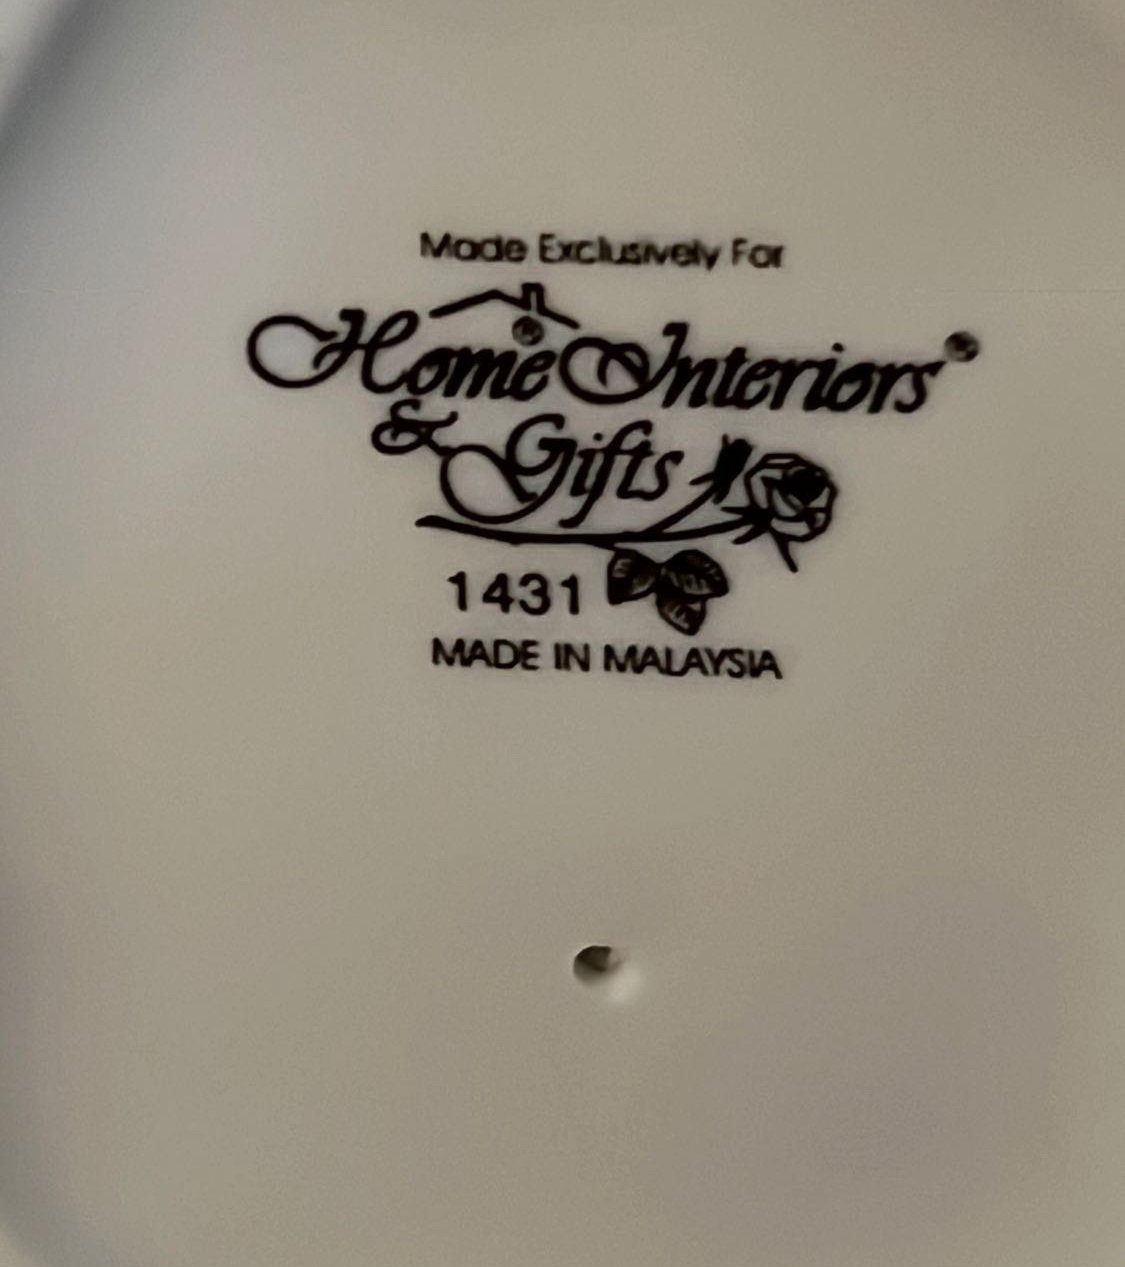 Made Exclusively For
Home Interiors®
& Gifts
1431
MADE IN MALAYSIA